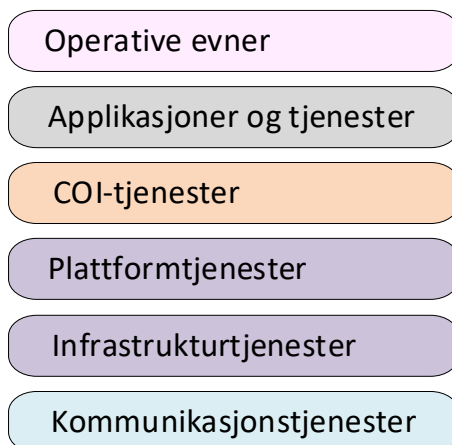 Operative evner
Applikasjoner og tjenester
COI-tjenester
Plattformtjenester
Infrastrukturtjenester
Kommunikasjonstjenester